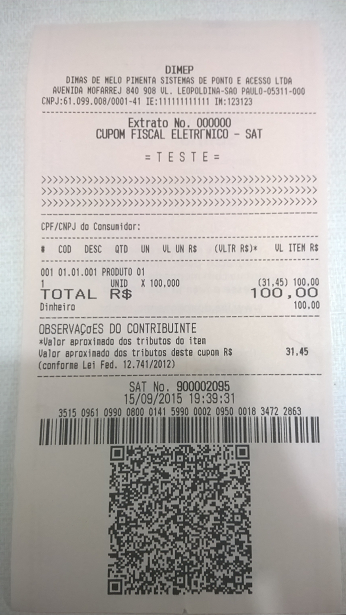 DIMEP
DIMAS DE MELO PIMENTA SISTEMAS DE PONTO E ACESSO LTDA
AVENIDA MOFARREJ 840 908 VL. LEOPOLDINA-SAO PAULO-05311-000
CNPJ:61.099.008/0001-41 IE:111111111111 IM:123123
Extrato No. 000000
CUPOM FISCAL ELETRГNICO - SAT
= T E S T E =
>>>>>>>>>>>>>>>>>>>>>>>>>>>>>>>>>>>>>>>>>>>>>>>>>>
>>>>>>>>>>>>>>>>>>>>>>>>>>>>>>>>>>>>>>>>>>>>>>>>>>
>>>>>>>>>>>>>>>>>>>>>>>>>>>>>>>>>>>>>>>>>>>>>>>>>>
CPF/CNPJ do Consumidor:
# COD DESC QTD UN VL UN R$ (VLTR R$)* VL ITEM R$
001 01.01.001 PRODUTO 01
1 UNID X 100,000 (31,45) 100,00
TOTAL R$ 100,00
Dinheiro 100,00
OBSERVAÇσES DO CONTRIBUINTE
*Valor aproximado dos tributos do item
Valor aproximado dos tributos deste cupom R$ 31,45
(conforme Lei Fed. 12.741/2012)
SAT No. 900002095
15/09/2015 19:39:31
3515 0961 0990 0800 0141 5990 0002 0950 0018 3472 2863